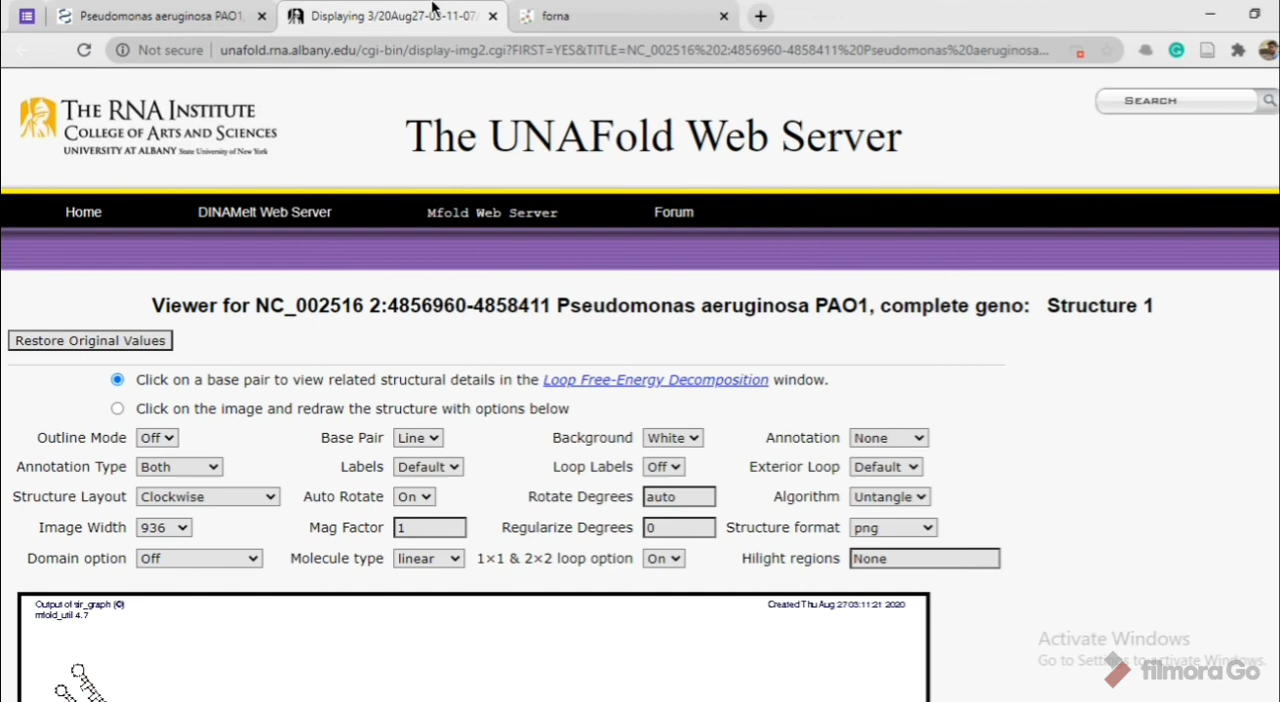 Pseudomonas aeruginosa PAO1,
Displaying 3/20Aug27-03-11-07/
forna
Not secure
unafold.rna.albany.edu/cgi-bin/display-img2.cgi?FIRST=YES&TITLE=NC_002516%202:4856960-4858411%20Pseudomonas%20aeruginosa...
THE RNA INSTITUTE
COLLEGE OF ARTS AND SCIENCES
UNIVERSITY AT ALBANY State University of New York
The UNAFold Web Server
SEARCH
Home DINAMelt Web Server Mfold Web Server Forum
Viewer for NC_002516 2:4856960-4858411 Pseudomonas aeruginosa PAO1, complete geno: Structure 1
Restore Original Values
Click on a base pair to view related structural details in the Loop Free-Energy Decomposition window.
Click on the image and redraw the structure with options below
Outline Mode Off Base Pair Line Background White Annotation None
Annotation Type Both Labels Default Loop Labels Off Exterior Loop Default
Structure Layout Clockwise Auto Rotate On Rotate Degrees auto Algorithm Untangle
Image Width 936 Mag Factor 1 Regularize Degrees 0 Structure format png
Domain option Off Molecule type linear 1×1 & 2×2 loop option On Hilight regions None
Output of sir_graph (©)
mfold_util 4.7
Created Thu Aug 27 03:11:21 2020
Activate Windows
Go to Settings to activate Windows.
filmoraGo